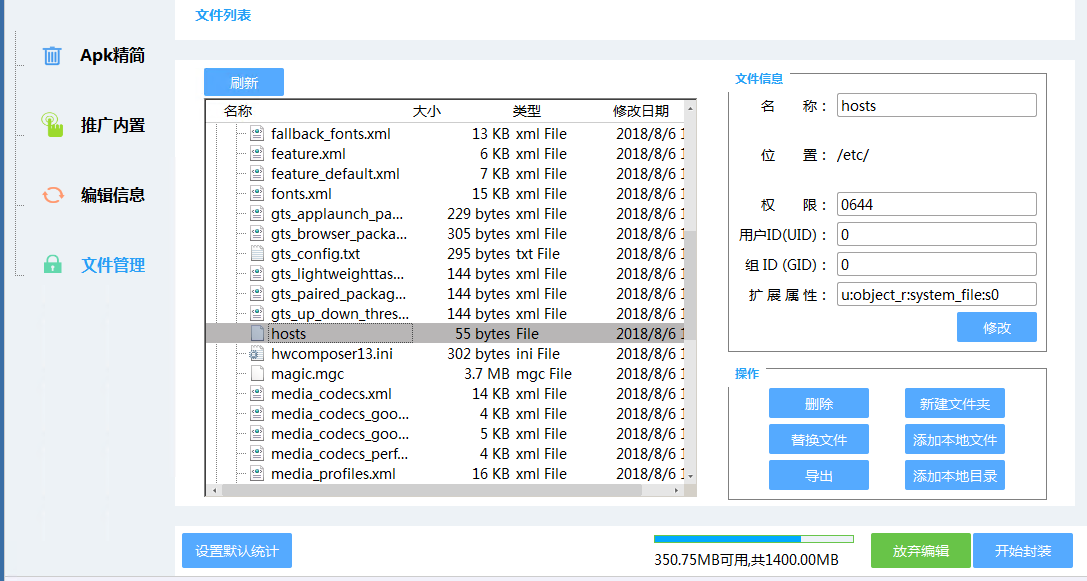 文件列表
Apk精简
推广内置
编辑信息
文件管理
刷新
名称 大小 类型 修改日期
fallback_fonts.xml 13 KB xml File 2018/8/6 1
feature.xml 6 KB xml File 2018/8/6 1
feature_default.xml 7 KB xml File 2018/8/6 1
fonts.xml 15 KB xml File 2018/8/6 1
gts_applaunch_pa... 229 bytes xml File 2018/8/6 1
gts_browser_packa... 305 bytes xml File 2018/8/6 1
gts_config.txt 295 bytes txt File 2018/8/6 1
gts_lightweighttas... 144 bytes xml File 2018/8/6 1
gts_paired_packag... 144 bytes xml File 2018/8/6 1
gts_up_down_thres... 144 bytes xml File 2018/8/6 1
hosts 55 bytes File 2018/8/6 1
hwcomposer13.ini 302 bytes ini File 2018/8/6 1
magic.mgc 3.7 MB mgc File 2018/8/6 1
media_codecs.xml 14 KB xml File 2018/8/6 1
media_codecs_goo... 4 KB xml File 2018/8/6 1
media_codecs_goo... 5 KB xml File 2018/8/6 1
media_codecs_perf... 4 KB xml File 2018/8/6 1
media_profiles.xml 16 KB xml File 2018/8/6 1
文件信息
名 称： hosts
位 置： /etc/
权 限： 0644
用户ID(UID)： 0
组 ID (GID)： 0
扩 展 属 性： u:object_r:system_file:s0
修改
操作
删除 新建文件夹
替换文件 添加本地文件
导出 添加本地目录
设置默认统计
350.75MB可用,共1400.00MB
放弃编辑 开始封装